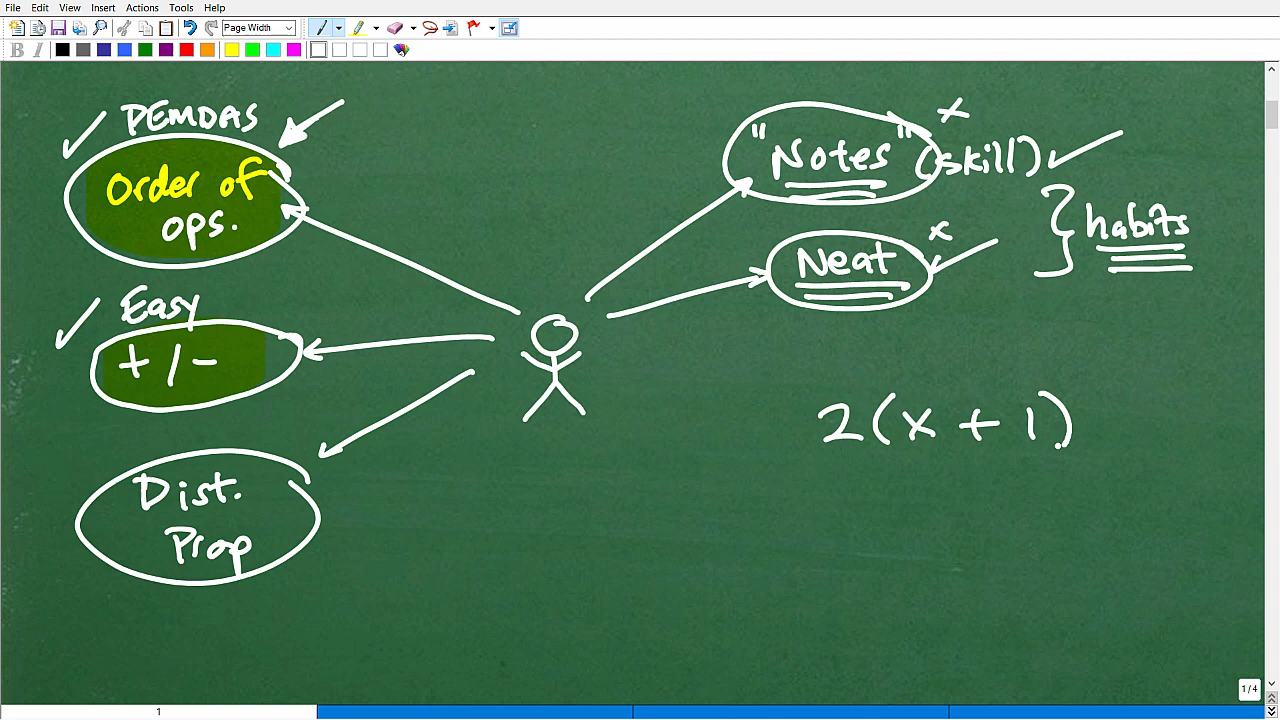 File Edit View Insert Actions Tools Help
Page Width
B I
PEMDAS
Order of
ops.
Easy
+ / -
Dist.
Prop
"Notes" (skill)
x
habits
Neat
x
2(x + 1)
1/4
1